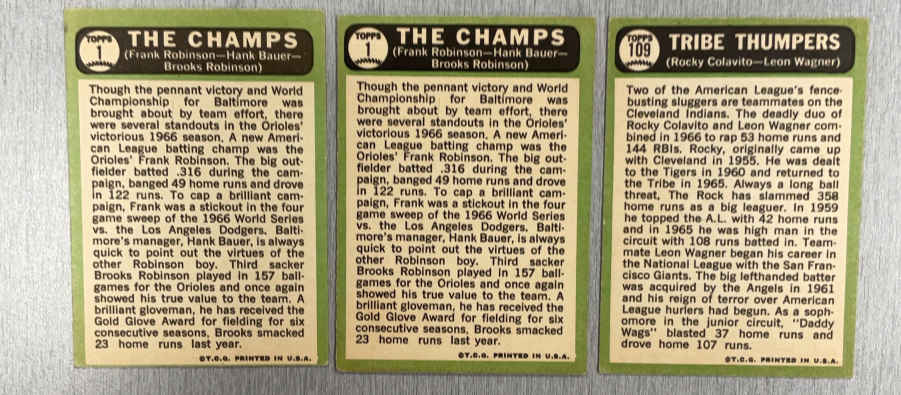 TOPPS
1
THE CHAMPS
(Frank Robinson—Hank Bauer—
Brooks Robinson)
Though the pennant victory and World
Championship for Baltimore was
brought about by team effort, there
were several standouts in the Orioles'
victorious 1966 season. A new Ameri-
can League batting champ was the
Orioles' Frank Robinson. The big out-
fielder batted .316 during the cam-
paign, banged 49 home runs and drove
in 122 runs. To cap a brilliant cam-
paign, Frank was a stickout in the four
game sweep of the 1966 World Series
vs. the Los Angeles Dodgers. Balti-
more's manager, Hank Bauer, is always
quick to point out the virtues of the
other Robinson boy. Third sacker
Brooks Robinson played in 157 ball-
games for the Orioles and once again
showed his true value to the team. A
brilliant gloveman, he has received the
Gold Glove Award for fielding for six
consecutive seasons. Brooks smacked
23 home runs last year.
©T.C.G. PRINTED IN U.S.A.
TOPPS
1
THE CHAMPS
(Frank Robinson—Hank Bauer—
Brooks Robinson)
Though the pennant victory and World
Championship for Baltimore was
brought about by team effort, there
were several standouts in the Orioles'
victorious 1966 season. A new Ameri-
can League batting champ was the
Orioles' Frank Robinson. The big out-
fielder batted .316 during the cam-
paign, banged 49 home runs and drove
in 122 runs. To cap a brilliant cam-
paign, Frank was a stickout in the four
game sweep of the 1966 World Series
vs. the Los Angeles Dodgers. Balti-
more's manager, Hank Bauer, is always
quick to point out the virtues of the
other Robinson boy. Third sacker
Brooks Robinson played in 157 ball-
games for the Orioles and once again
showed his true value to the team. A
brilliant gloveman, he has received the
Gold Glove Award for fielding for six
consecutive seasons. Brooks smacked
23 home runs last year.
©T.C.G. PRINTED IN U.S.A.
TOPPS
109
TRIBE THUMPERS
(Rocky Colavito—Leon Wagner)
Two of the American League's fence-
busting sluggers are teammates on the
Cleveland Indians. The deadly duo of
Rocky Colavito and Leon Wagner com-
bined in 1966 to rap 53 home runs and
144 RBIs. Rocky, originally came up
with Cleveland in 1955. He was dealt
to the Tigers in 1960 and returned to
the Tribe in 1965. Always a long ball
threat, The Rock has slammed 358
home runs as a big leaguer. In 1959
he topped the A.L. with 42 home runs
and in 1965 he was high man in the
circuit with 108 runs batted in. Team-
mate Leon Wagner began his career in
the National League with the San Fran-
cisco Giants. The big lefthanded batter
was acquired by the Angels in 1961
and his reign of terror over American
League hurlers had begun. As a soph-
omore in the junior circuit, "Daddy
Wags" blasted 37 home runs and
drove home 107 runs.
©T.C.G. PRINTED IN U.S.A.